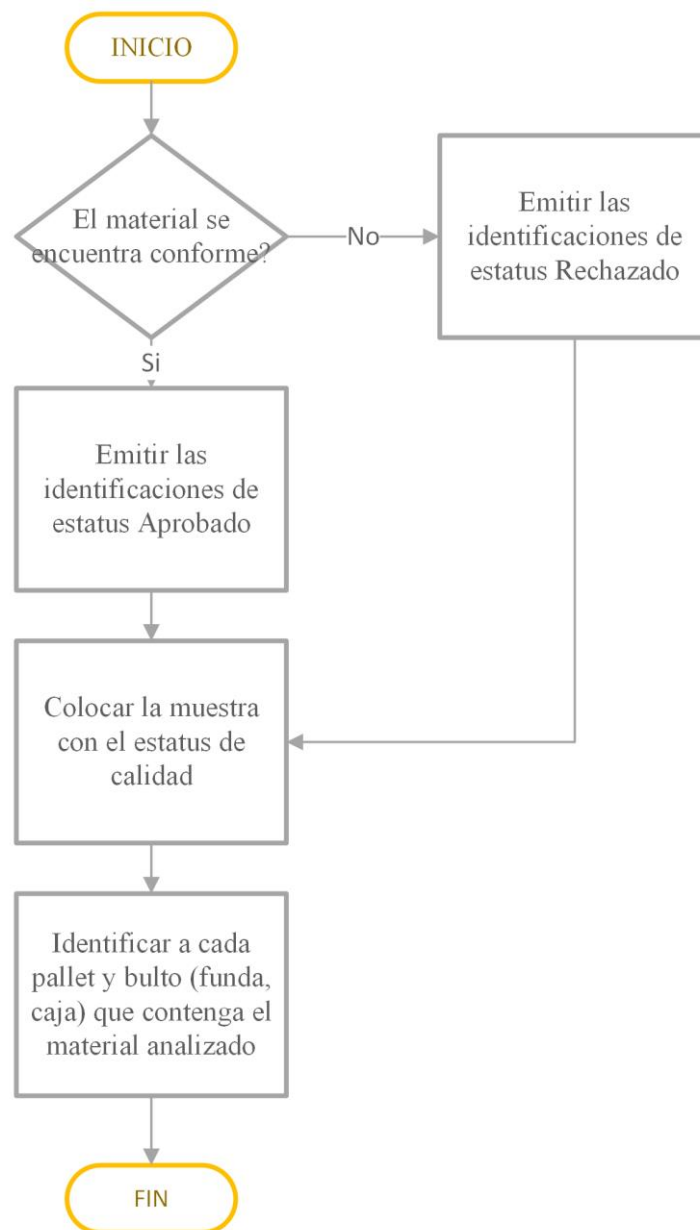 INICIO
El material se
encuentra conforme?
No
Emitir las
identificaciones de
estatus Rechazado
Si
Emitir las
identificaciones de
estatus Aprobado
Colocar la muestra
con el estatus de
calidad
Identificar a cada
pallet y bulto (funda,
caja) que contenga el
material analizado
FIN